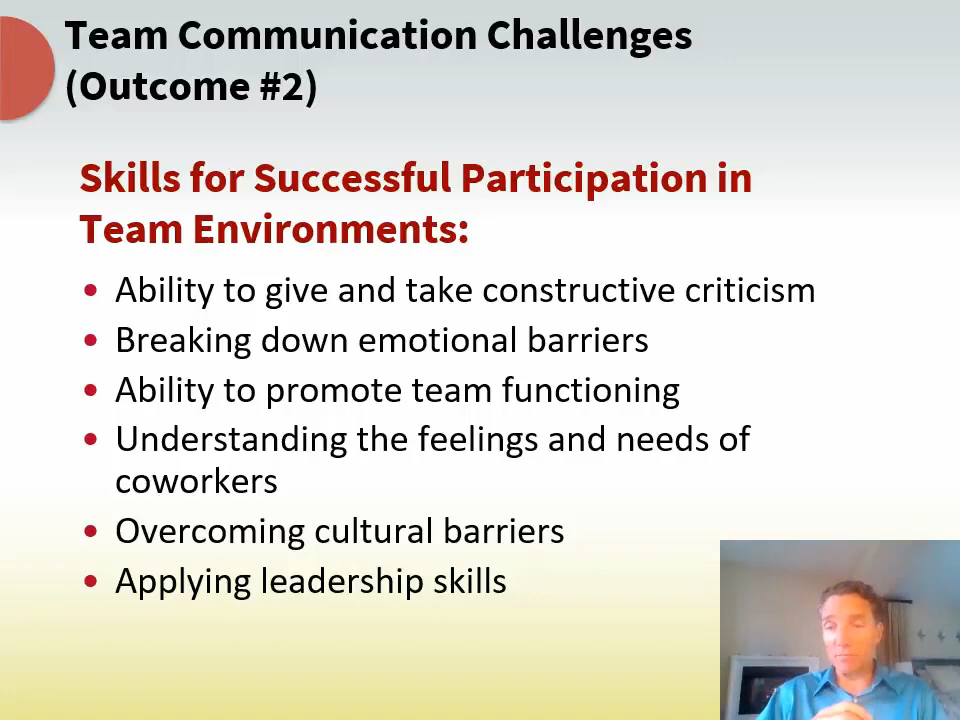 Team Communication Challenges
(Outcome #2)
Skills for Successful Participation in
Team Environments:
• Ability to give and take constructive criticism
• Breaking down emotional barriers
• Ability to promote team functioning
• Understanding the feelings and needs of
coworkers
• Overcoming cultural barriers
• Applying leadership skills